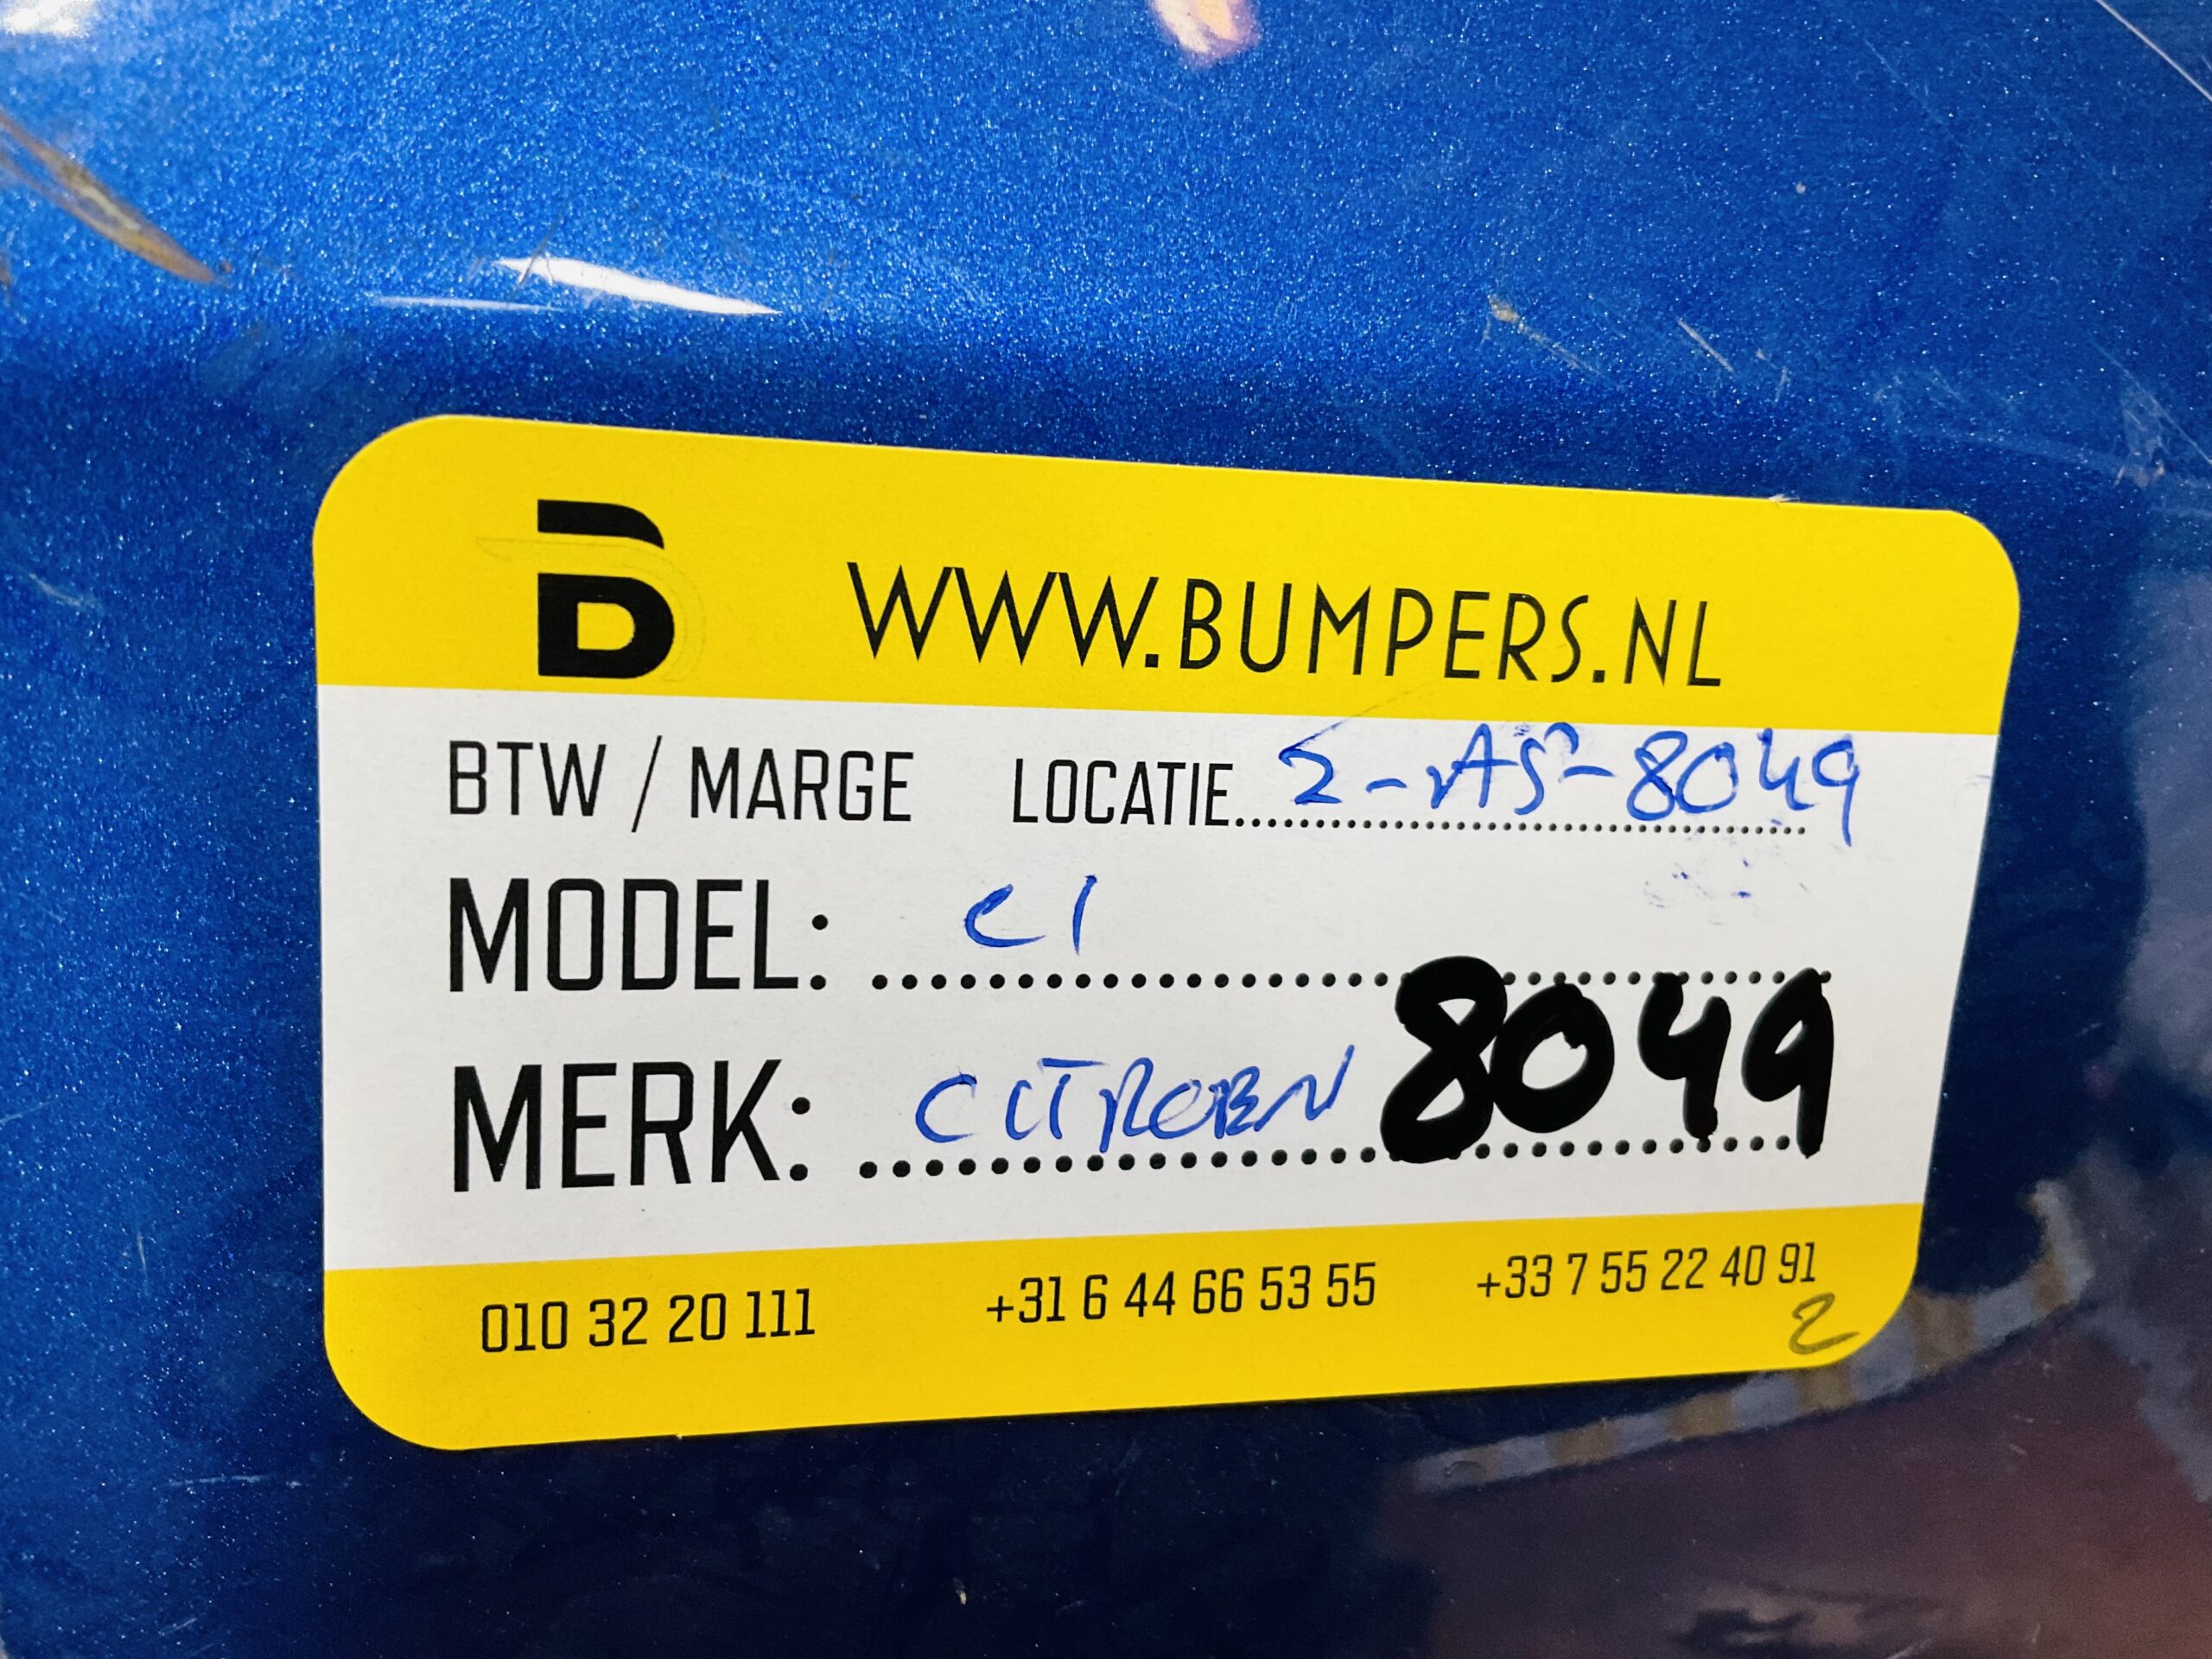 B WWW.BUMPERS.NL
BTW / MARGE LOCATIE 2-A5-8049
MODEL: C1
MERK: CITROEN 8049
010 32 20 111 +31 6 44 66 53 55 +33 7 55 22 40 91
2